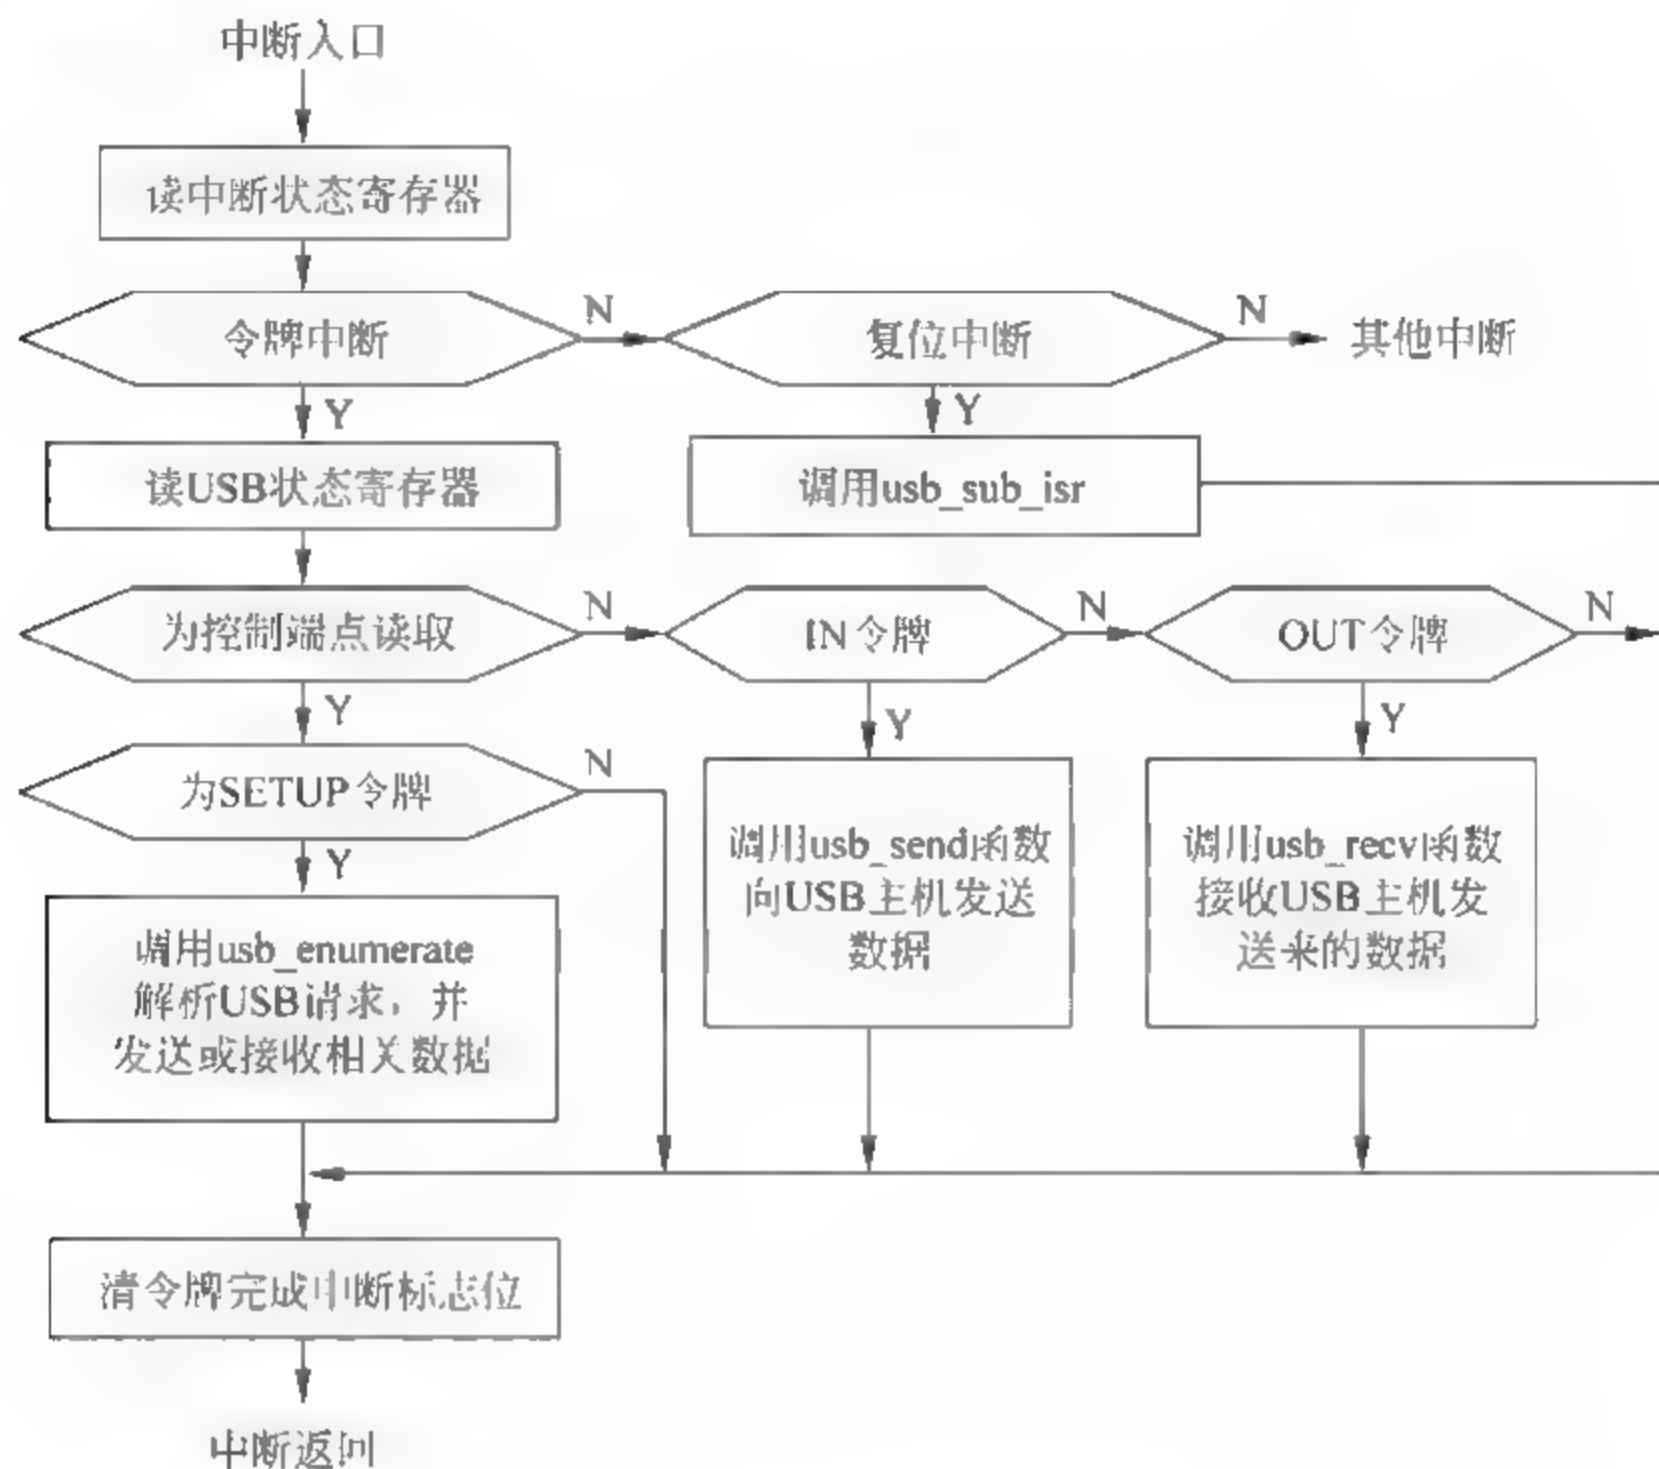 中断入口
读中断状态寄存器
令牌中断
N
复位中断
N
其他中断
Y
Y
读USB状态寄存器
调用usb_sub_isr
为控制端点读取
N
IN令牌
N
OUT令牌
N
Y
Y
Y
为SETUP令牌
N
Y
调用usb_send函数
向USB主机发送
数据
调用usb_recv函数
接收USB主机发
送来的数据
调用usb_enumerate
解析USB请求，并
发送或接收相关数据
清令牌完成中断标志位
中断返回